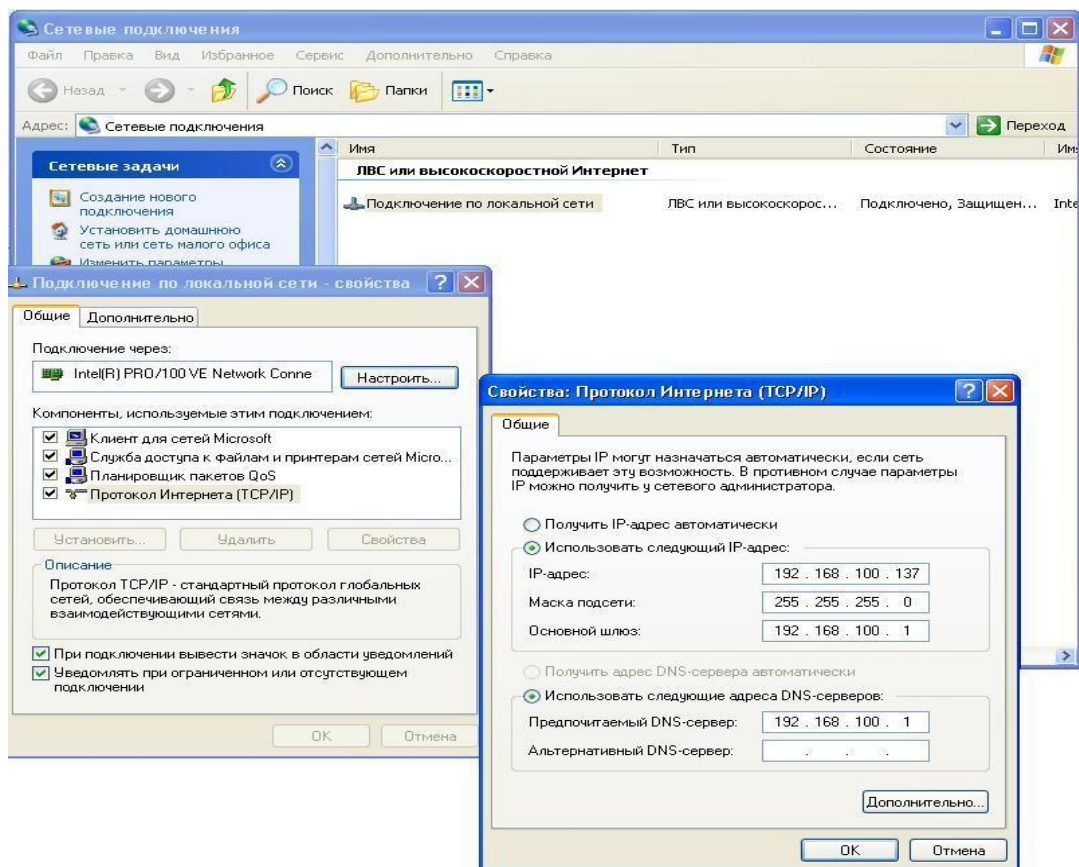 Сетевые подключения
Файл Правка Вид Избранное Сервис Дополнительно Справка
Назад Поиск Папки
Адрес: Сетевые подключения Переход
Имя Тип Состояние Им
Сетевые задачи
ЛВС или высокоскоростной Интернет
Создание нового
подключения
Подключение по локальной сети ЛВС или высокоскорос... Подключено, Защищен... Inte
Установить домашнюю
сеть или сеть малого офиса
Изменить параметры
Подключение по локальной сети - свойства
Общие Дополнительно
Подключение через:
Intel(R) PRO/100 VE Network Conne Настроить...
Компоненты, используемые этим подключением:
Клиент для сетей Microsoft
Служба доступа к файлам и принтерам сетей Micro...
Планировщик пакетов QoS
Протокол Интернета (TCP/IP)
Установить... Удалить Свойства
Описание
Протокол TCP/IP - стандартный протокол глобальных
сетей, обеспечивающий связь между различными
взаимодействующими сетями.
При подключении вывести значок в области уведомлений
Уведомлять при ограниченном или отсутствующем
подключении
OK Отмена
Свойства: Протокол Интернета (TCP/IP)
Общие
Параметры IP могут назначаться автоматически, если сеть
поддерживает эту возможность. В противном случае параметры
IP можно получить у сетевого администратора.
Получить IP-адрес автоматически
Использовать следующий IP-адрес:
IP-адрес: 192 . 168 . 100 . 137
Маска подсети: 255 . 255 . 255 . 0
Основной шлюз: 192 . 168 . 100 . 1
Получить адрес DNS-сервера автоматически
Использовать следующие адреса DNS-серверов:
Предпочитаемый DNS-сервер: 192 . 168 . 100 . 1
Альтернативный DNS-сервер: . . .
Дополнительно...
OK Отмена